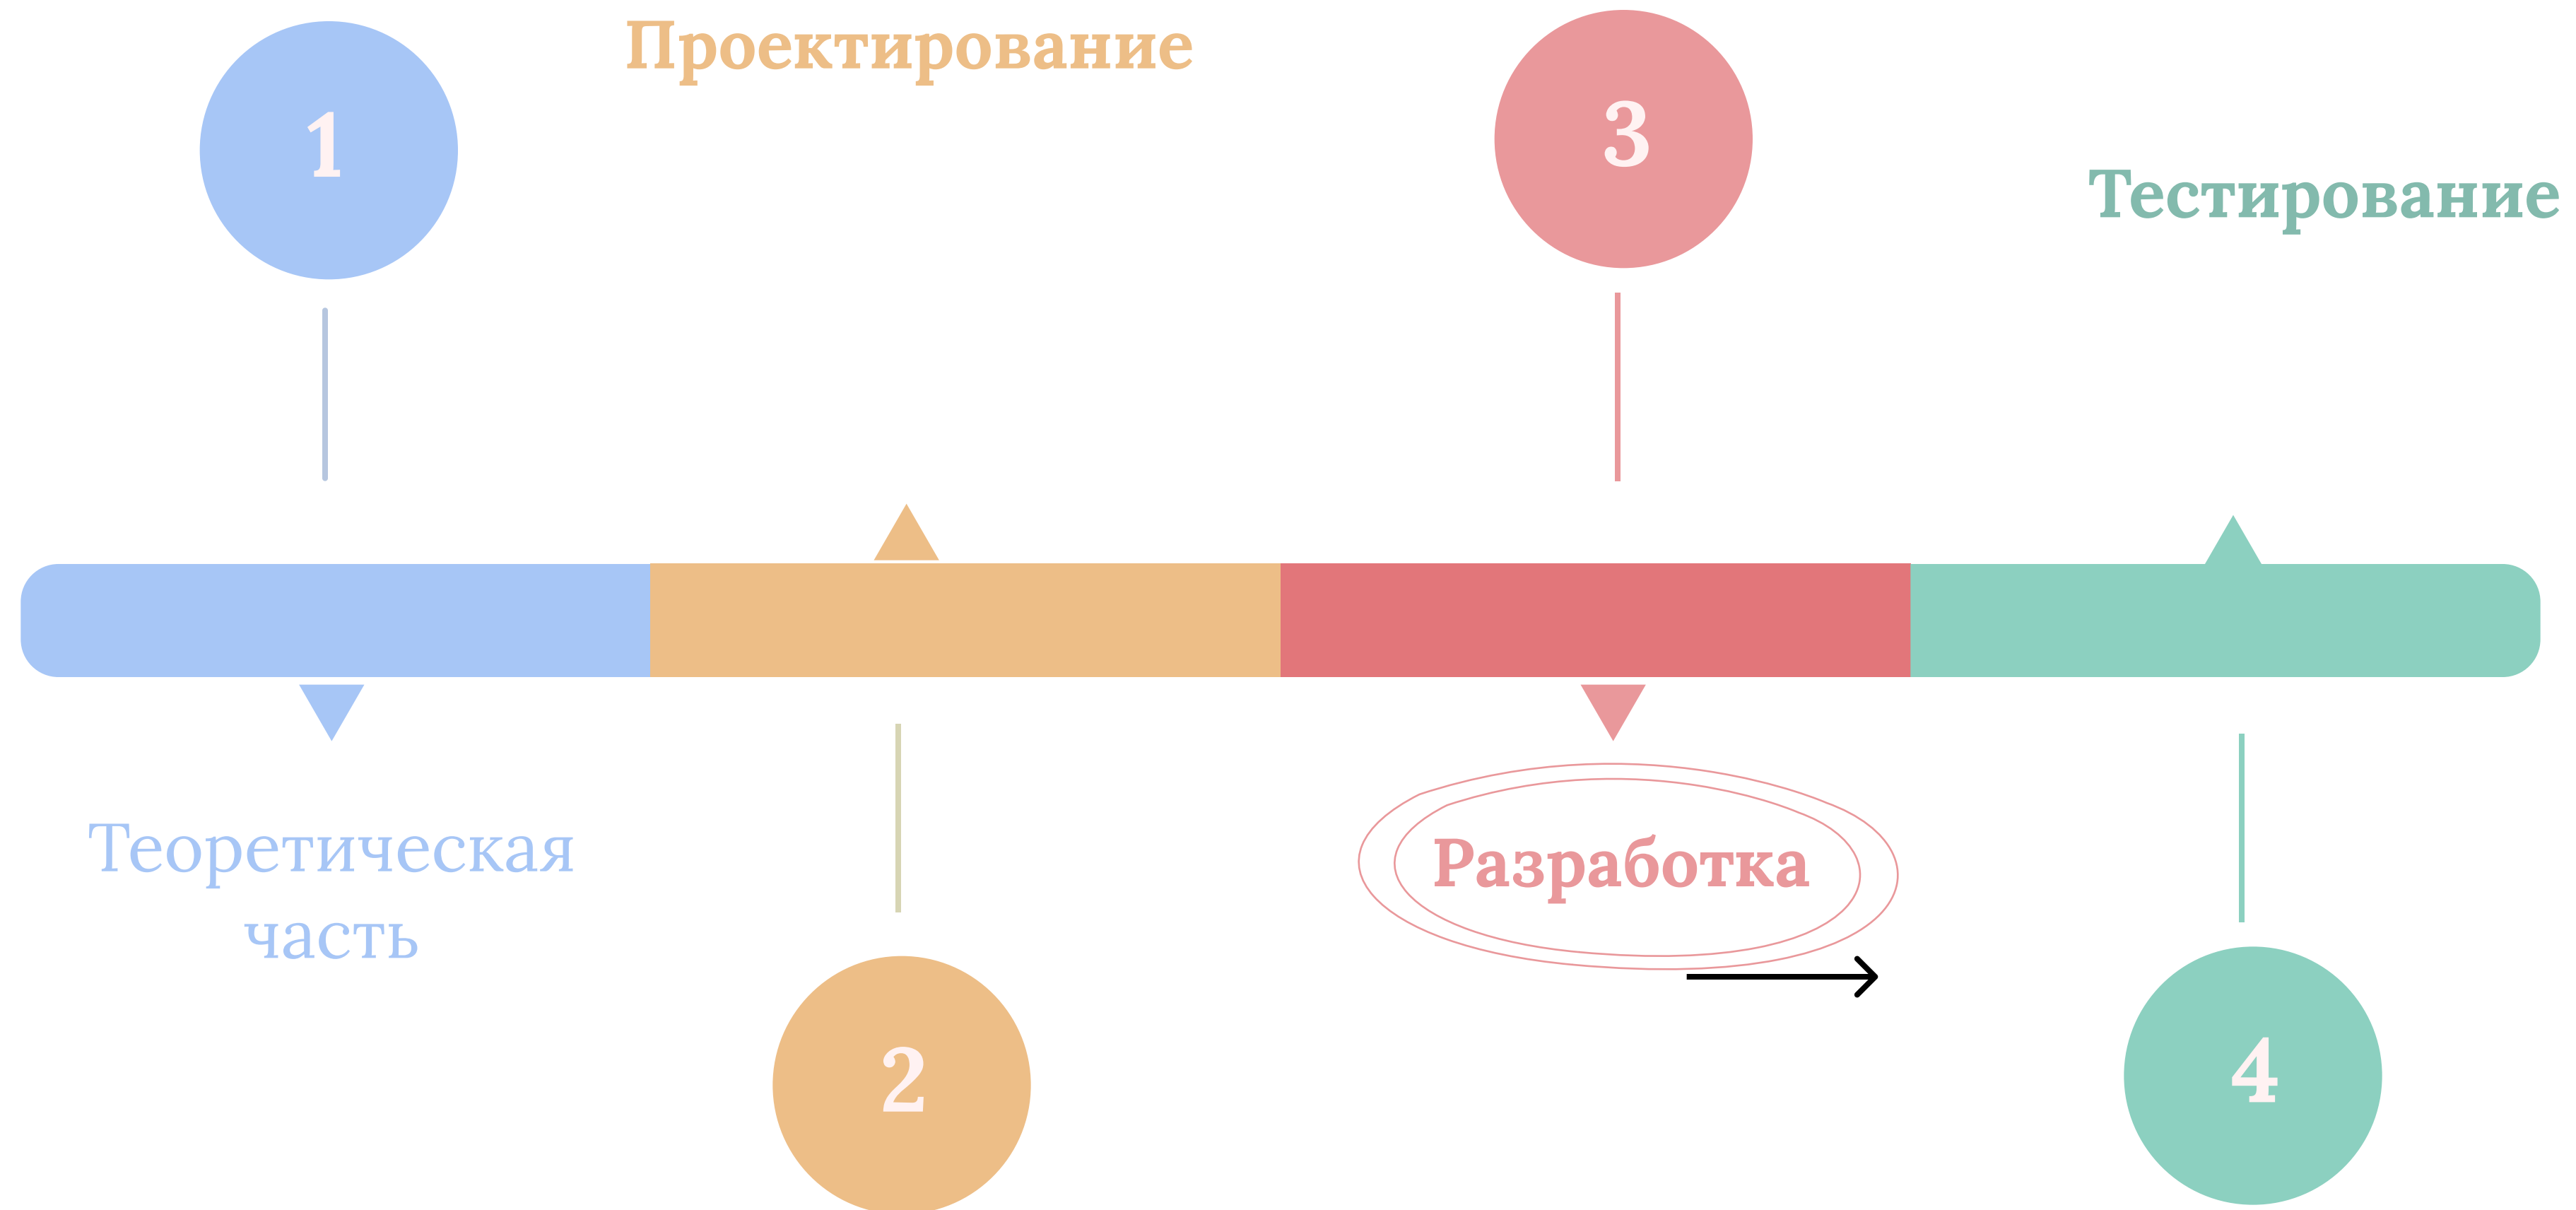 1
Теоретическая
часть
Проектирование
2
3
Разработка
Тестирование
4